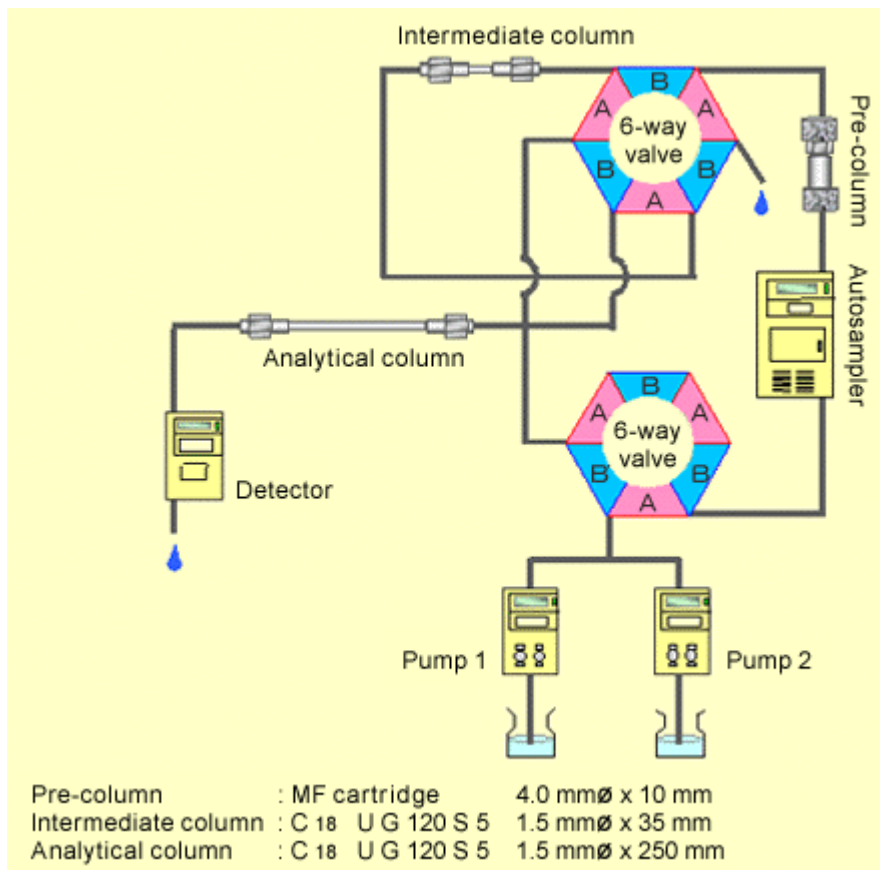 Intermediate column
B
A
A
6-way
valve
B
B
A
Pre-column
Autosampler
Analytical column
B
A
A
6-way
valve
B
B
A
Detector
Pump 1
Pump 2
Pre-column : MF cartridge 4.0 mmø x 10 mm
Intermediate column : C 18 U G 120 S 5 1.5 mmø x 35 mm
Analytical column : C 18 U G 120 S 5 1.5 mmø x 250 mm